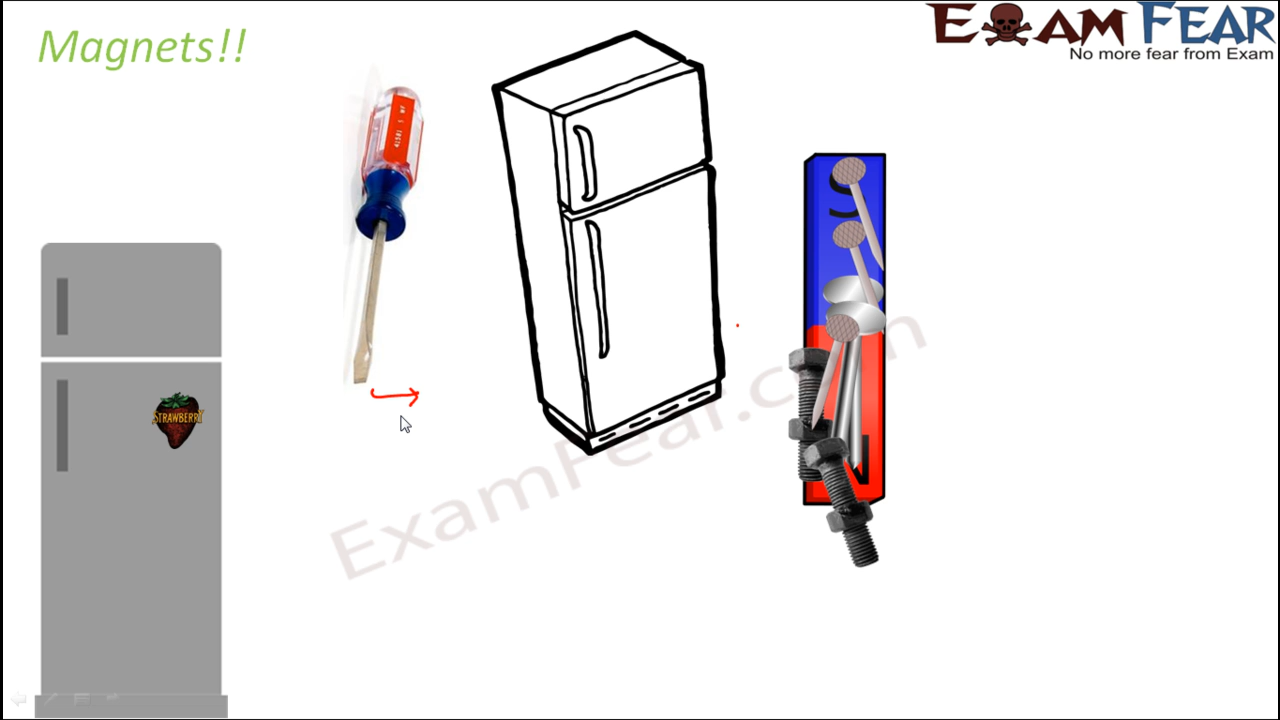 Magnets!!
EXAM FEAR
No more fear from Exam
STRAWBERRY
S
N
ExamFear.com